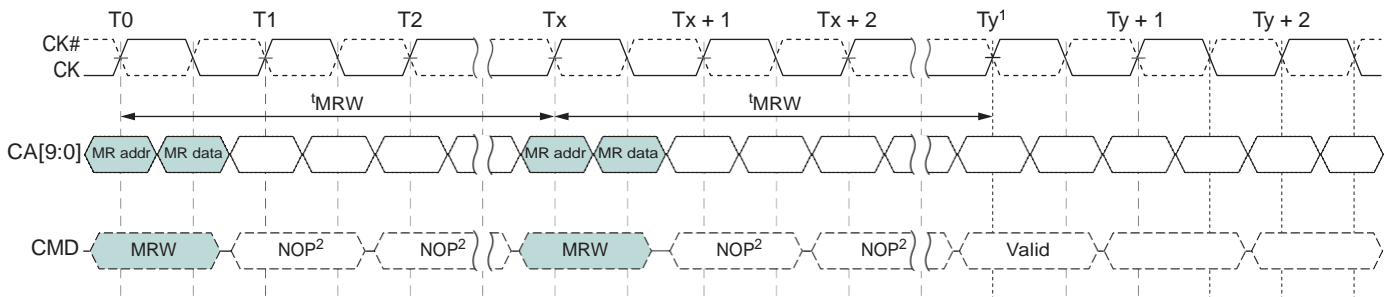 T0 T1 T2 Tx Tx + 1 Tx + 2 Ty¹ Ty + 1 Ty + 2
CK#
CK
ᵗMRW ᵗMRW
CA[9:0] MR addr MR data MR addr MR data
CMD MRW NOP² NOP² MRW NOP² NOP² Valid